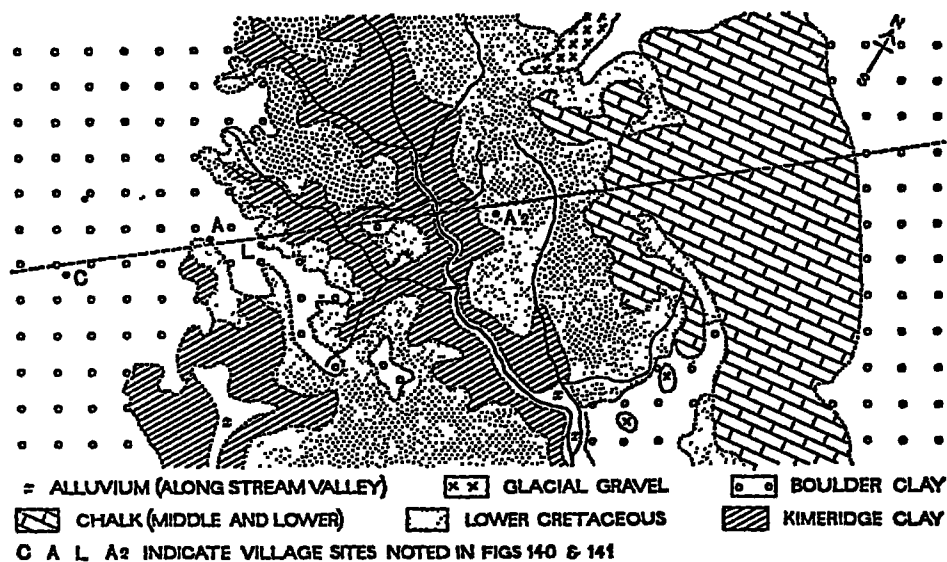 N
A
L
C
A2
= ALLUVIUM (ALONG STREAM VALLEY) x x GLACIAL GRAVEL BOULDER CLAY
CHALK (MIDDLE AND LOWER) LOWER CRETACEOUS KIMERIDGE CLAY
C A L A2 INDICATE VILLAGE SITES NOTED IN FIGS 140 & 141